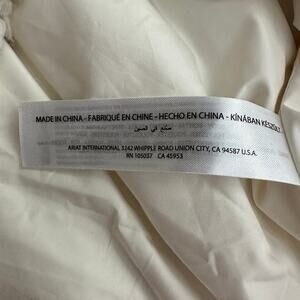 MADE IN CHINA - FABRIQUÉ EN CHINE - HECHO EN CHINA - KÍNÁBAN KÉSZÜLT
صنع في الصين
ARIAT INTERNATIONAL 3242 WHIPPLE ROAD UNION CITY, CA 94587 U.S.A.
RN 105037 CA 45953